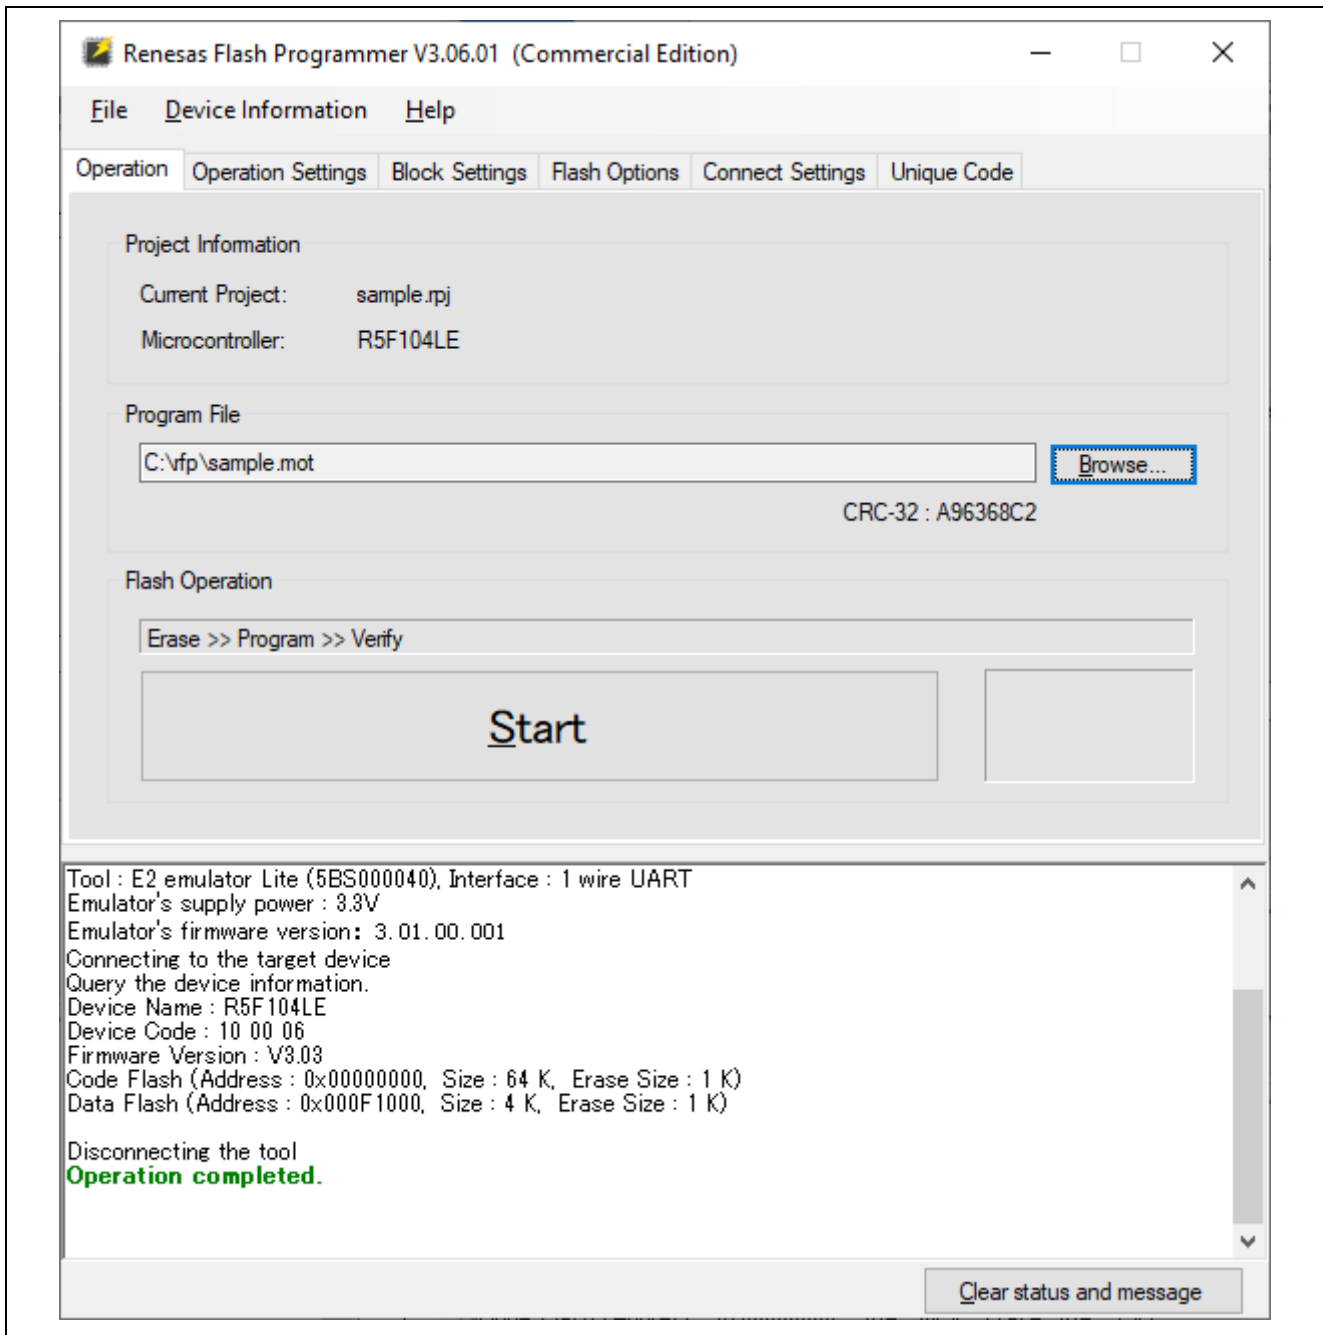 Renesas Flash Programmer V3.06.01 (Commercial Edition)
File Device Information Help
Operation Operation Settings Block Settings Flash Options Connect Settings Unique Code
Project Information
Current Project: sample.rpj
Microcontroller: R5F104LE
Program File
C:\rfp\sample.mot Browse...
CRC-32 : A96368C2
Flash Operation
Erase >> Program >> Verify
Start
Tool : E2 emulator Lite (5BS000040), Interface : 1 wire UART
Emulator's supply power : 3.3V
Emulator's firmware version: 3.01.00.001
Connecting to the target device
Query the device information.
Device Name : R5F104LE
Device Code : 10 00 06
Firmware Version : V3.03
Code Flash (Address : 0x00000000, Size : 64 K, Erase Size : 1 K)
Data Flash (Address : 0x000F1000, Size : 4 K, Erase Size : 1 K)
Disconnecting the tool
Operation completed.
Clear status and message